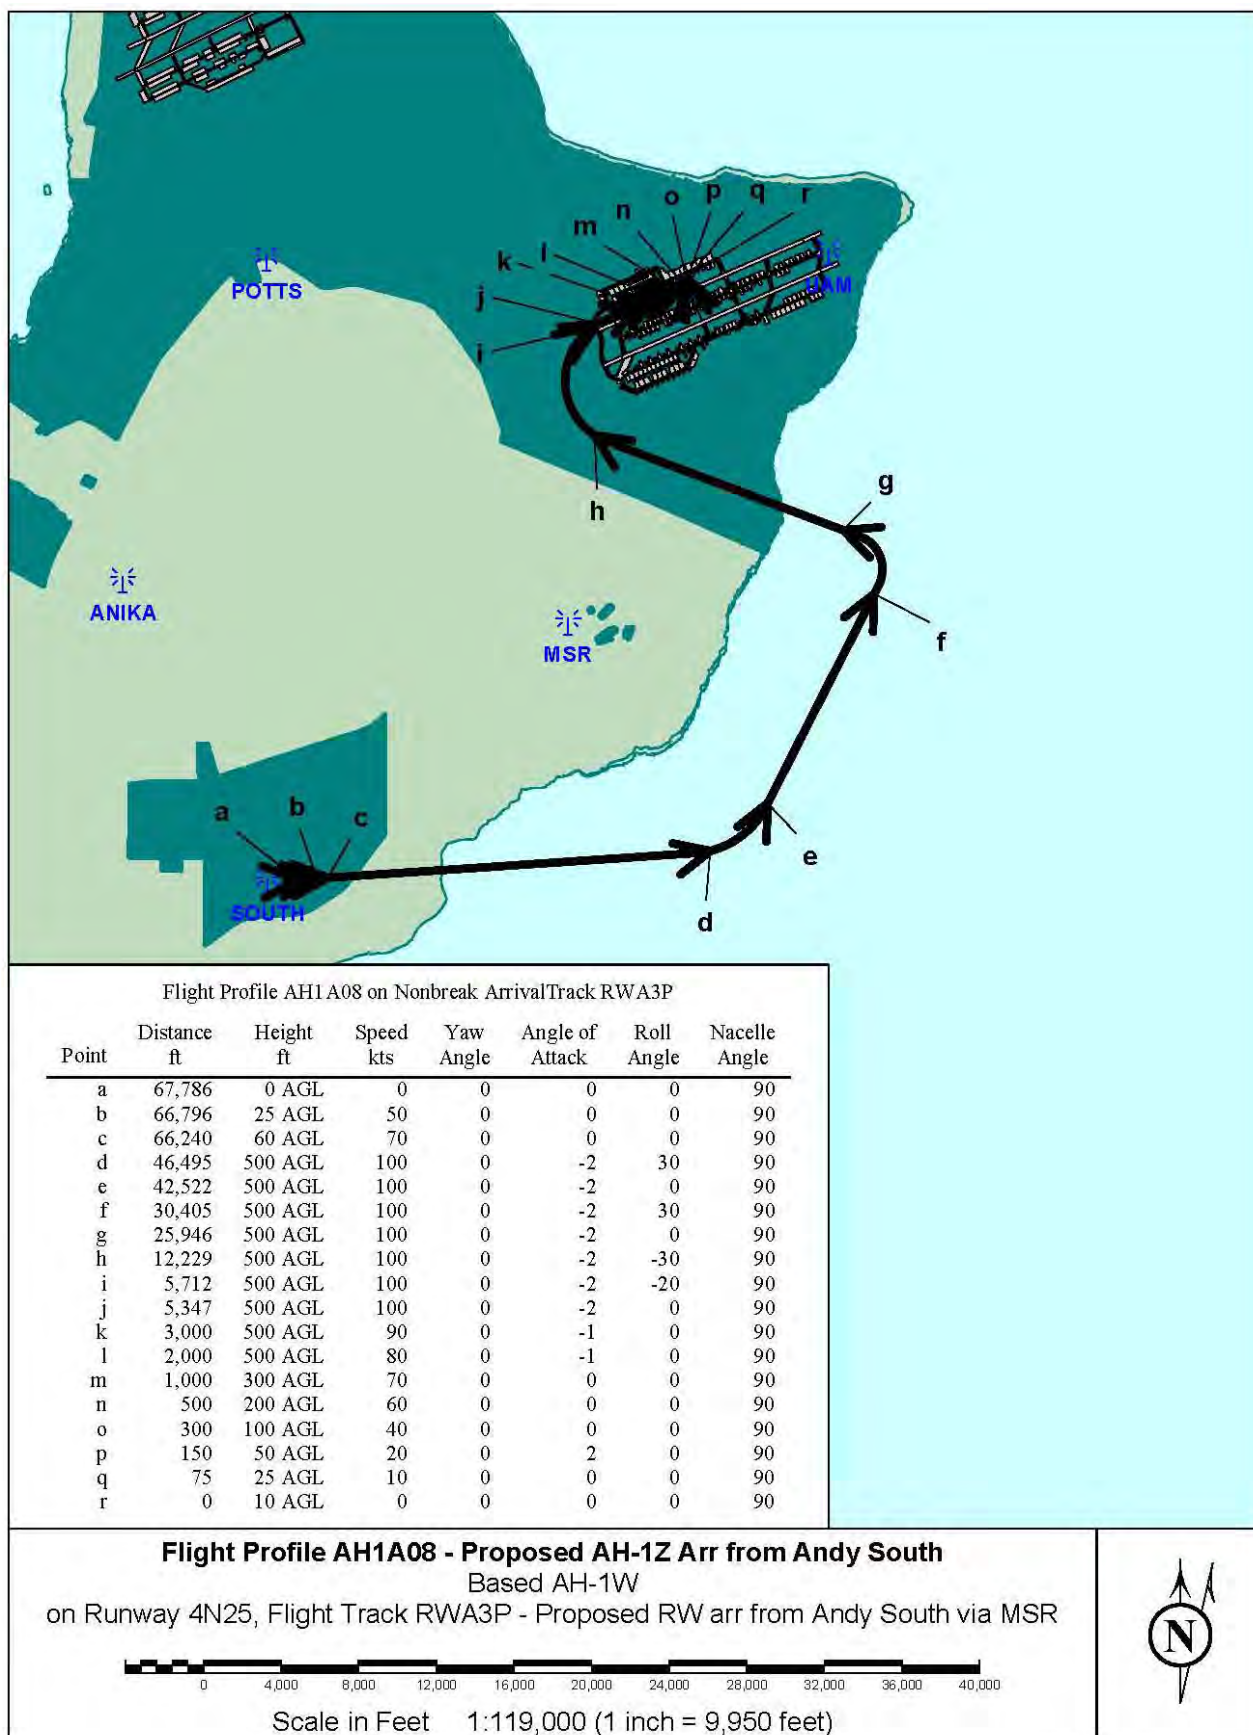 o p q r
n
m
l
k
POTTS
UAM
j
i
g
h
ANIKA
f
MSR
a b c
e
SOUTH
d
Flight Profile AH1A08 on Nonbreak ArrivalTrack RWA3P
Distance Height Speed Yaw Angle of Roll Nacelle
Point ft ft kts Angle Attack Angle Angle
a 67,786 0 AGL 0 0 0 0 90
b 66,796 25 AGL 50 0 0 0 90
c 66,240 60 AGL 70 0 0 0 90
d 46,495 500 AGL 100 0 -2 30 90
e 42,522 500 AGL 100 0 -2 0 90
f 30,405 500 AGL 100 0 -2 30 90
g 25,946 500 AGL 100 0 -2 0 90
h 12,229 500 AGL 100 0 -2 -30 90
i 5,712 500 AGL 100 0 -2 -20 90
j 5,347 500 AGL 100 0 -2 0 90
k 3,000 500 AGL 90 0 -1 0 90
l 2,000 500 AGL 80 0 -1 0 90
m 1,000 300 AGL 70 0 0 0 90
n 500 200 AGL 60 0 0 0 90
o 300 100 AGL 40 0 0 0 90
p 150 50 AGL 20 0 2 0 90
q 75 25 AGL 10 0 0 0 90
r 0 10 AGL 0 0 0 0 90
Flight Profile AH1A08 - Proposed AH-1Z Arr from Andy South
Based AH-1W
on Runway 4N25, Flight Track RWA3P - Proposed RW arr from Andy South via MSR
N
0 4,000 8,000 12,000 16,000 20,000 24,000 28,000 32,000 36,000 40,000
Scale in Feet 1:119,000 (1 inch = 9,950 feet)